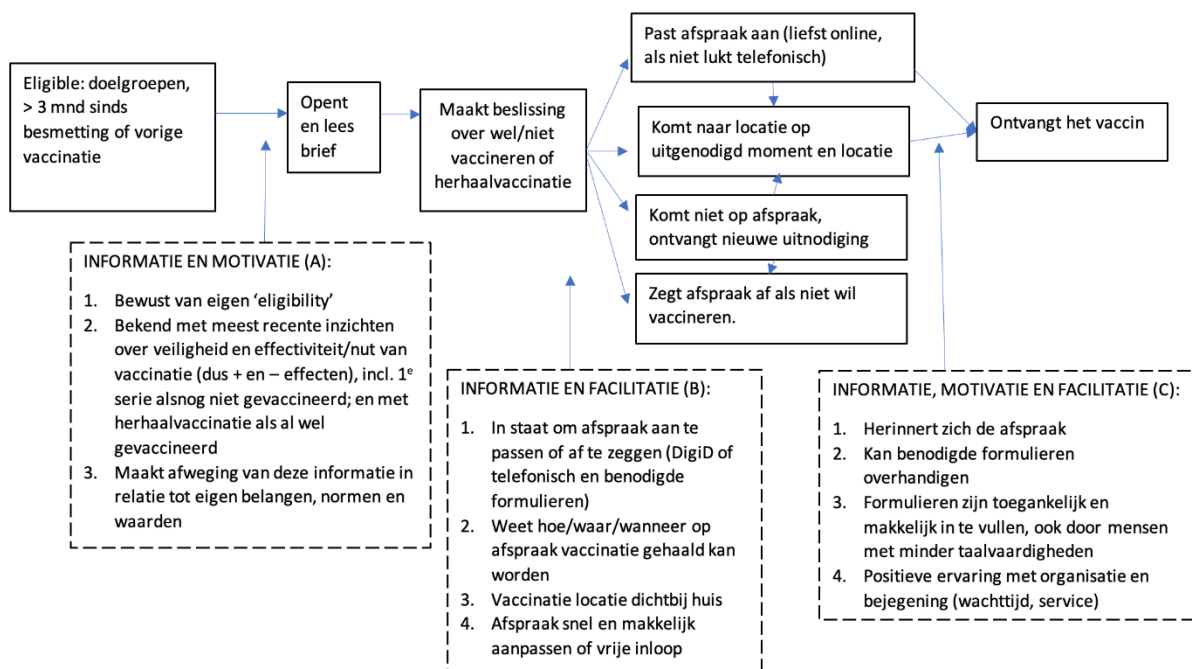 Eligible: doelgroepen,
> 3 mnd sinds
besmetting of vorige
vaccinatie
Opent
en lees
brief
Maakt beslissing
over wel/niet
vaccineren of
herhaalvaccinatie
Past afspraak aan (liefst online,
als niet lukt telefonisch)
Komt naar locatie op
uitgenodigd moment en locatie
Komt niet op afspraak,
ontvangt nieuwe uitnodiging
Zegt afspraak af als niet wil
vaccineren.
Ontvangt het vaccin
INFORMATIE EN MOTIVATIE (A):
1. Bewust van eigen ‘eligibility’
2. Bekend met meest recente inzichten
over veiligheid en effectiviteit/nut van
vaccinatie (dus + en – effecten), incl. 1e
serie alsnog niet gevaccineerd; en met
herhaalvaccinatie als al wel
gevaccineerd
3. Maakt afweging van deze informatie in
relatie tot eigen belangen, normen en
waarden
INFORMATIE EN FACILITATIE (B):
1. In staat om afspraak aan te
passen of af te zeggen (DigiD of
telefonisch en benodigde
formulieren)
2. Weet hoe/waar/wanneer op
afspraak vaccinatie gehaald kan
worden
3. Vaccinatie locatie dichtbij huis
4. Afspraak snel en makkelijk
aanpassen of vrije inloop
INFORMATIE, MOTIVATIE EN FACILITATIE (C):
1. Herinnert zich de afspraak
2. Kan benodigde formulieren
overhandigen
3. Formulieren zijn toegankelijk en
makkelijk in te vullen, ook door mensen
met minder taalvaardigheden
4. Positieve ervaring met organisatie en
bejegening (wachttijd, service)